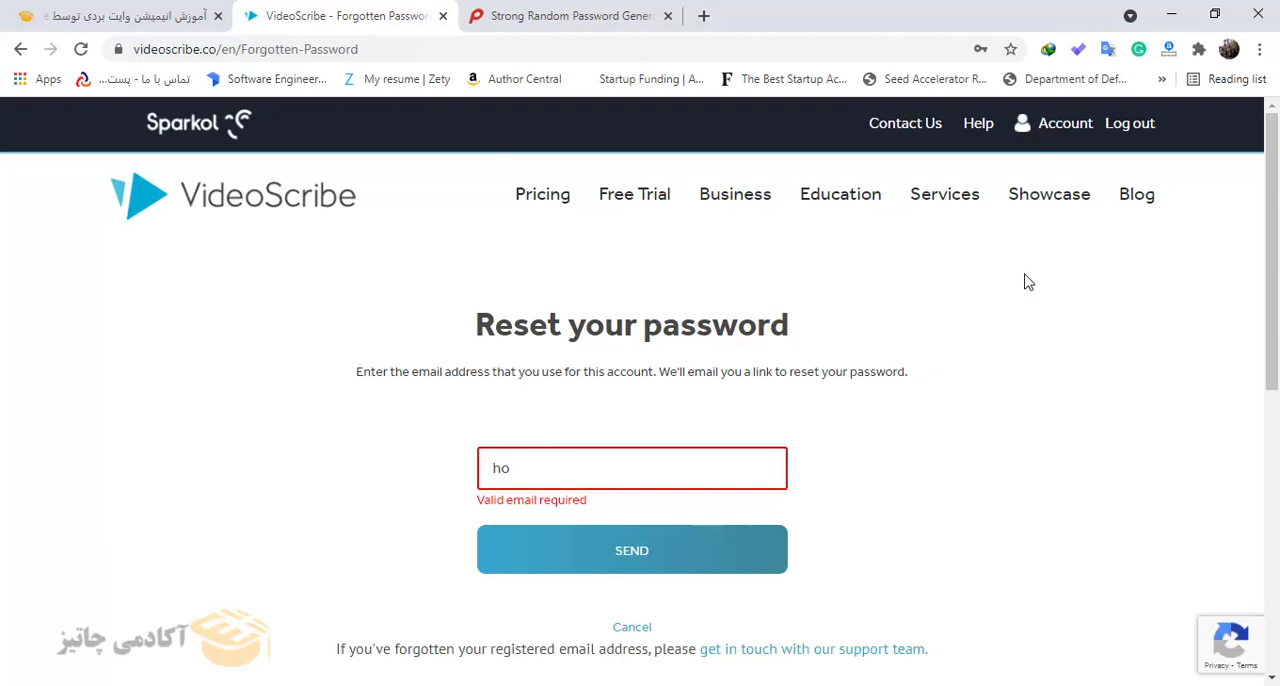 آموزش انیمیشن وایت بردی توسط e
VideoScribe - Forgotten Passwor
Strong Random Password Gener
videoscribe.co/en/Forgotten-Password
Apps
تماس با ما - پست...
Software Engineer...
Z My resume | Zety
a Author Central
Startup Funding | A...
F The Best Startup Ac...
Seed Accelerator R...
Department of Def...
»
Reading list
Sparkol
Contact Us
Help
Account
Log out
VideoScribe
Pricing
Free Trial
Business
Education
Services
Showcase
Blog
Reset your password
Enter the email address that you use for this account. We'll email you a link to reset your password.
ho
Valid email required
SEND
Cancel
If you've forgotten your registered email address, please get in touch with our support team.
آکادمی چاتیز
Privacy - Terms